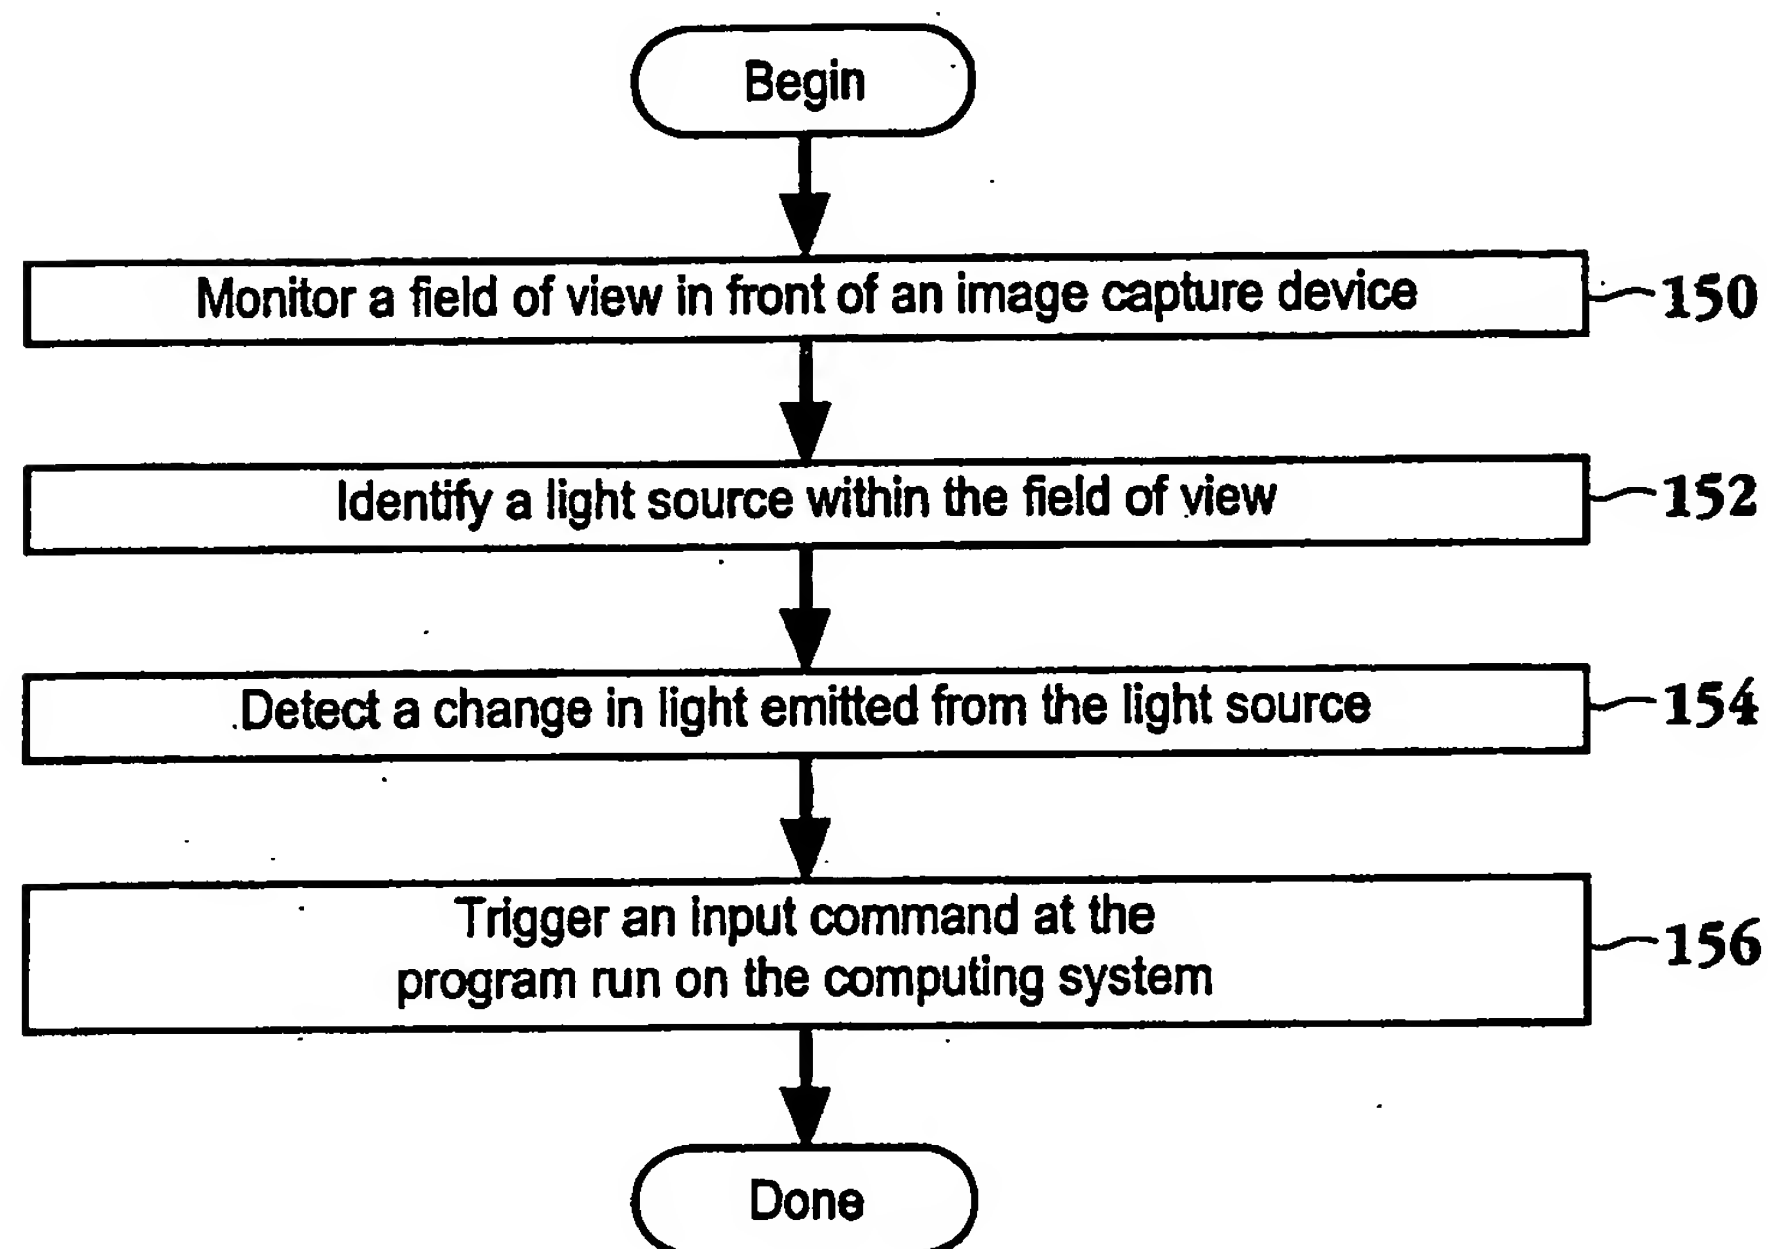 Begin
Monitor a field of view in front of an image capture device
150
Identify a light source within the field of view
152
Detect a change in light emitted from the light source
154
Trigger an input command at the
program run on the computing system
156
Done